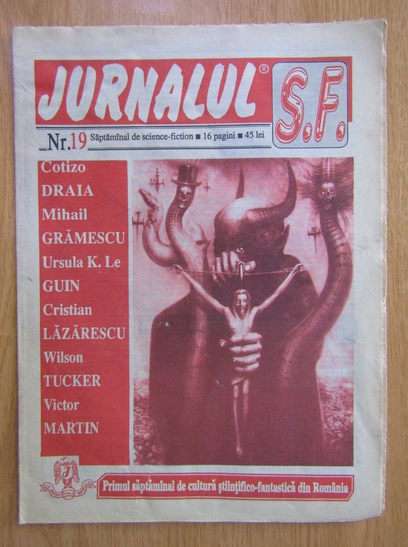 JURNALUL®
S.F.
Nr.19 Săptămînal de science-fiction ■ 16 pagini ■ 45 lei
Cotizo
DRAIA
Mihail
GRĂMESCU
Ursula K. Le
GUIN
Cristian
LĂZĂRESCU
Wilson
TUCKER
Victor
MARTIN
Primul săptămînal de cultură științifico-fantastică din România